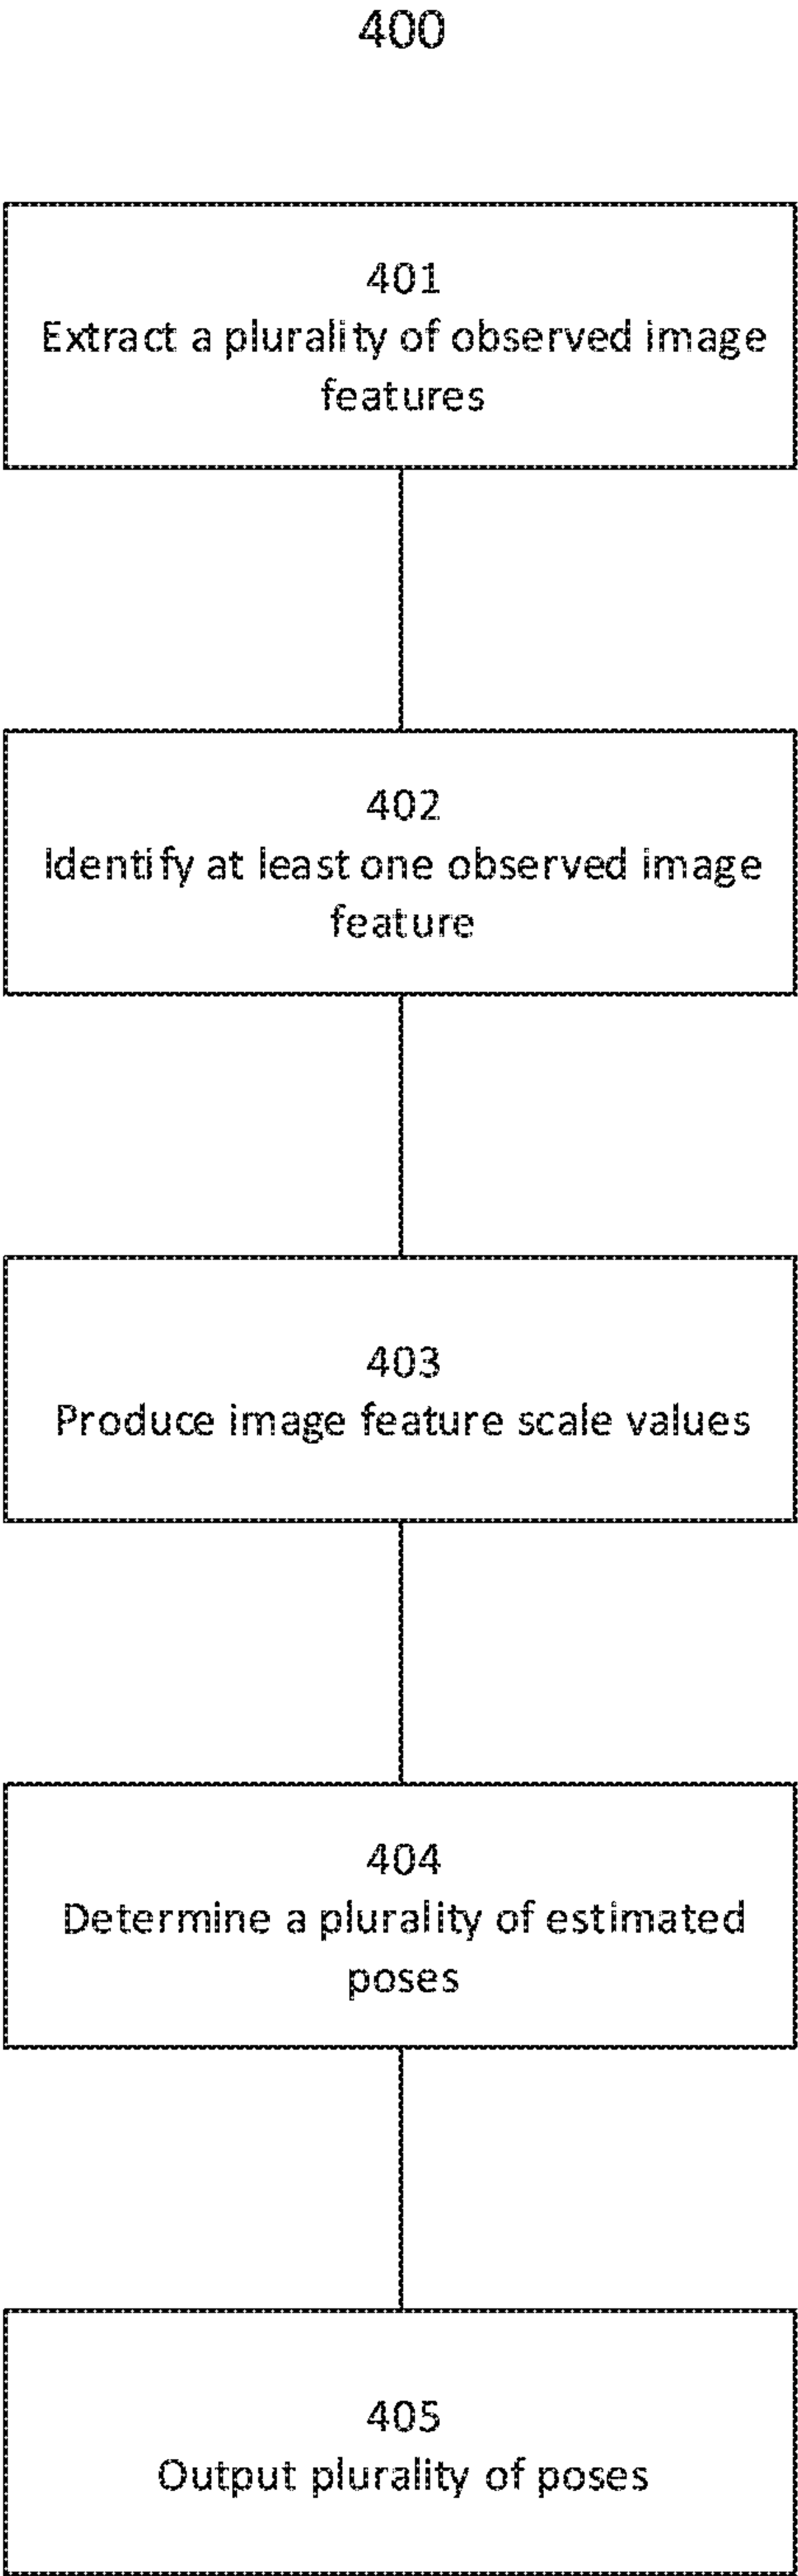 400
401
Extract a plurality of observed image
features
402
Identify at least one observed image
feature
403
Produce image feature scale values
404
Determine a plurality of estimated
poses
405
Output plurality of poses